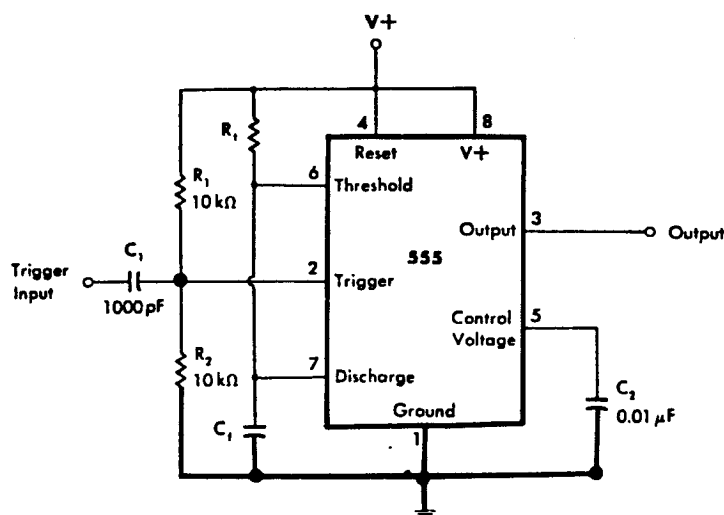 V+
4
8
Reset
V+
Rt
6
Threshold
R1
10 kΩ
Output
3
Output
C1
555
Trigger
Input
2
Trigger
1000 pF
Control
Voltage
5
R2
10 kΩ
7
Discharge
C2
0.01 μF
Ground
Ct
1